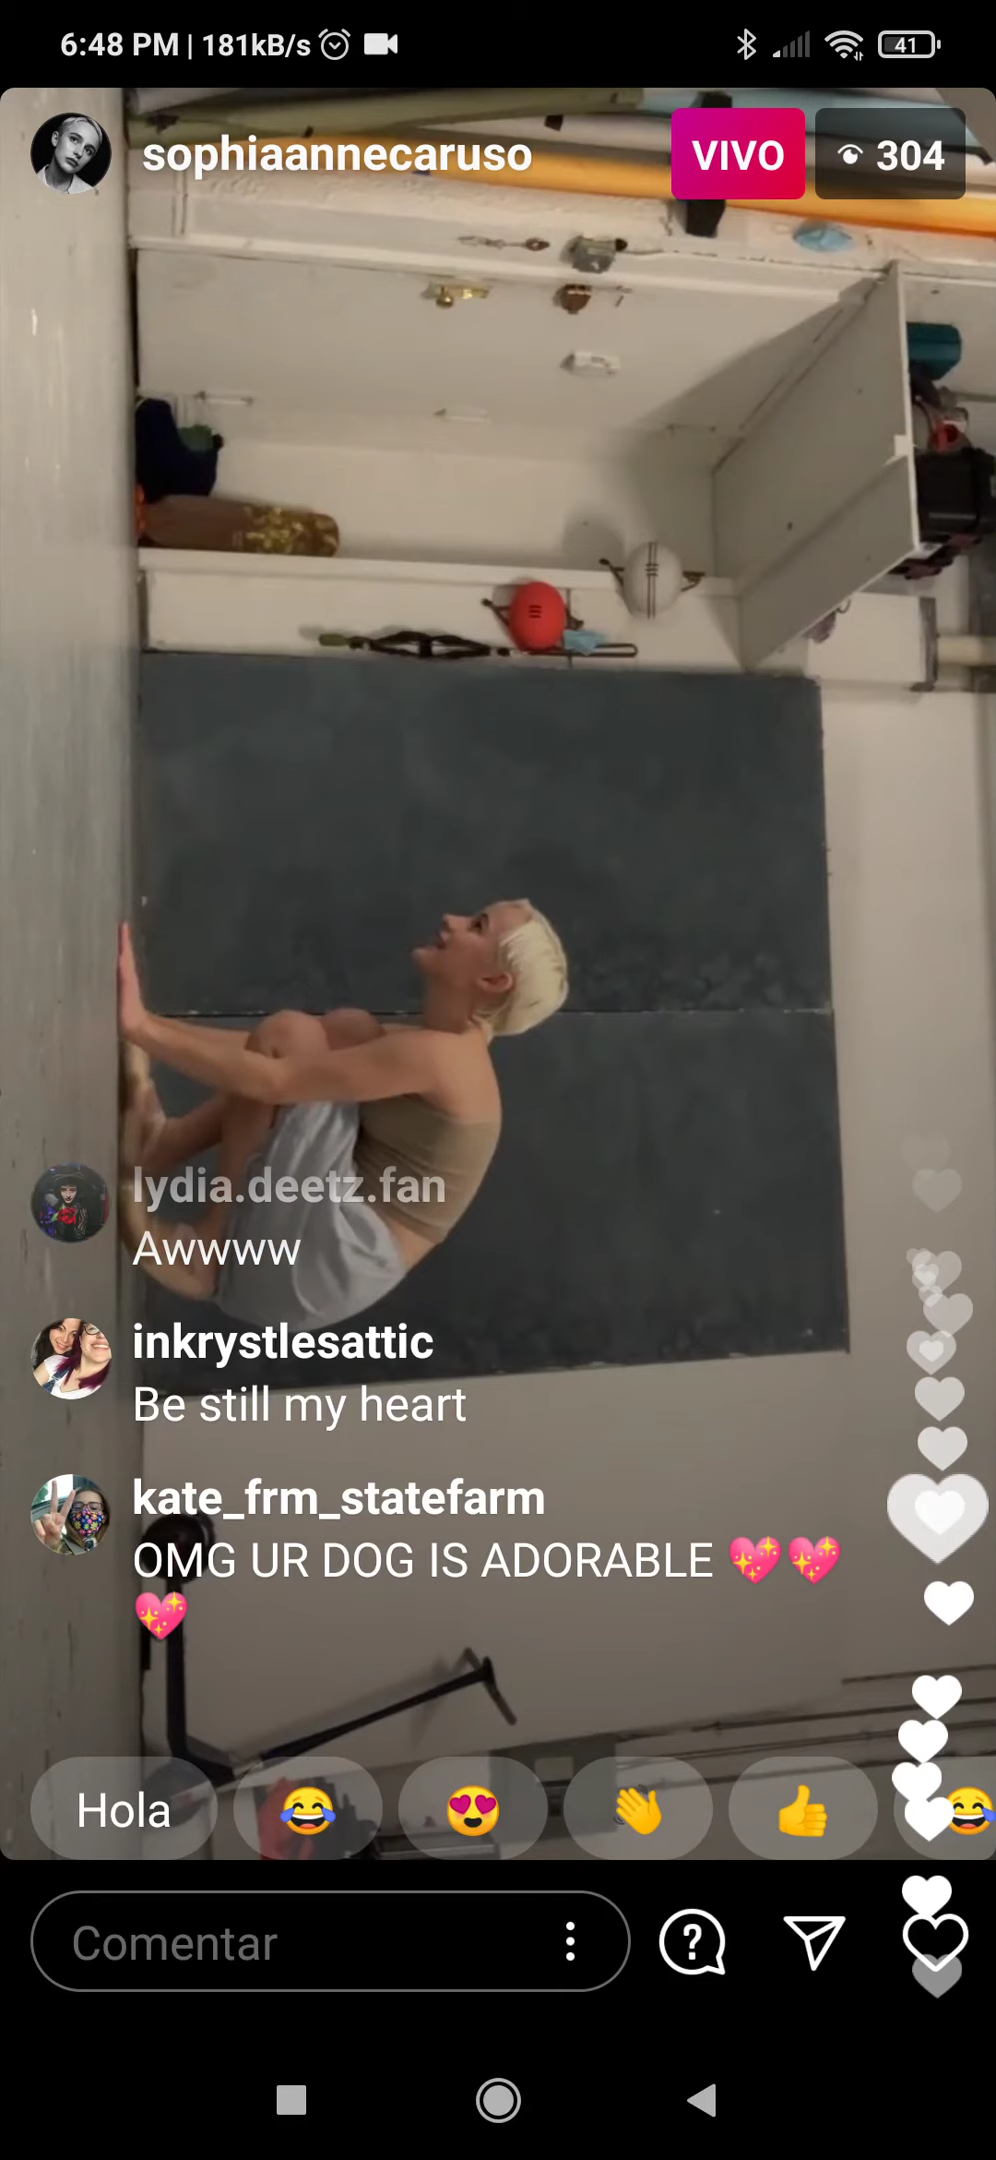 6:48 PM | 181kB/s
41
sophiaannecaruso
VIVO
304
lydia.deetz.fan
Awwww
inkrystlesattic
Be still my heart
kate_frm_statefarm
OMG UR DOG IS ADORABLE 💖💖
💖
Hola 😂 😍 👋 👍 😂
Comentar